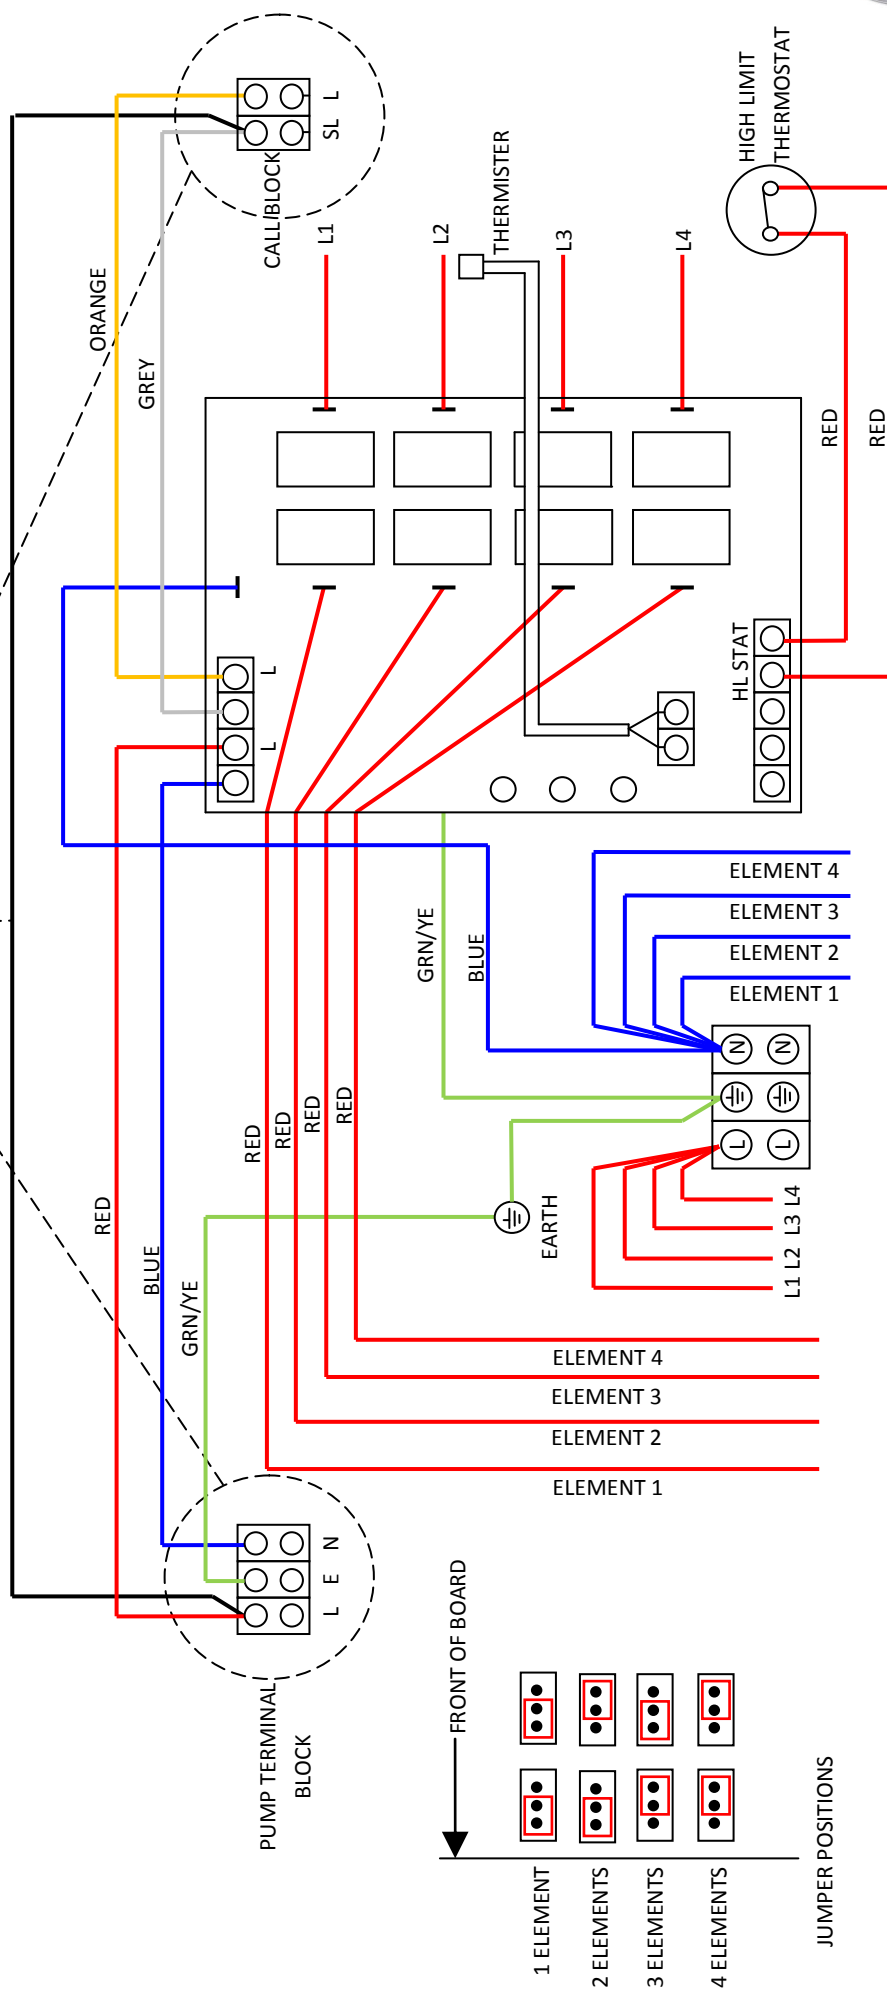 PUMP TERMINAL
BLOCK
L
E
N
RED
BLUE
GRN/YE
ORANGE
GREY
CALL BLOCK
SL
L
L
L
L1
L2
THERMISTER
L3
L4
HIGH LIMIT
THERMOSTAT
RED
RED
HL STAT
GRN/YE
BLUE
RED
RED
RED
RED
EARTH
ELEMENT 4
ELEMENT 3
ELEMENT 2
ELEMENT 1
N
N
L
L
L1
L2
L3
L4
ELEMENT 4
ELEMENT 3
ELEMENT 2
ELEMENT 1
FRONT OF BOARD
1 ELEMENT
2 ELEMENTS
3 ELEMENTS
4 ELEMENTS
JUMPER POSITIONS